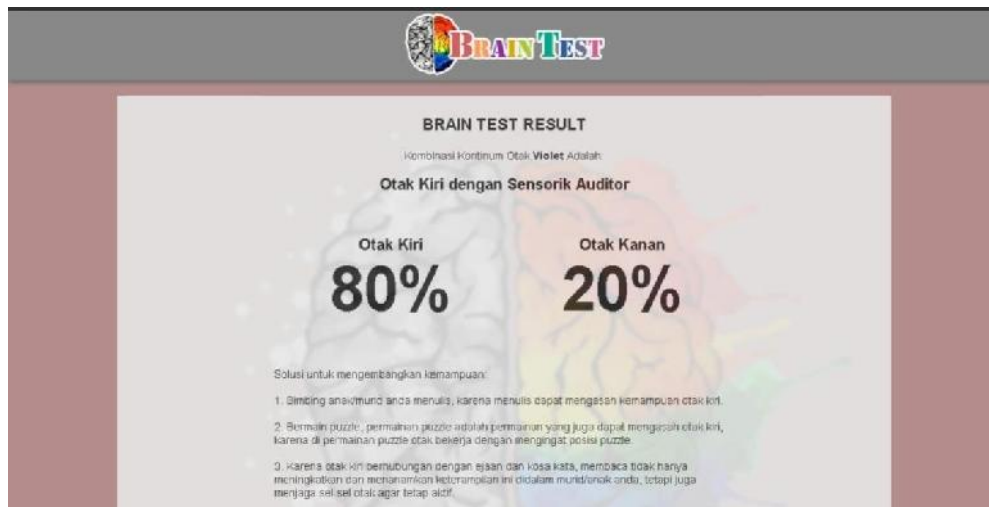 BRAIN TEST
BRAIN TEST RESULT
Kombinasi Kontinum Otak Violet Adalah
Otak Kiri dengan Sensorik Auditor
Otak Kiri
Otak Kanan
80%
20%
Solusi untuk mengembangkan kemampuan:
1. Bimbing anak/murid anda menulis, karena menulis dapat mengasah kemampuan otak kiri.
2. Bermain puzzle, permainan puzzle adalah permainan yang juga dapat mengasah otak kiri,
karena di permainan puzzle otak bekerja dengan mengingat posisi puzzle.
3. Karena otak kiri berhubungan dengan ejaan dan kosa kata, membaca tidak hanya
meningkatkan dan menanamkan keterampilan ini didalam murid/anak anda, tetapi juga
menjaga sel-sel otak agar tetap aktif.